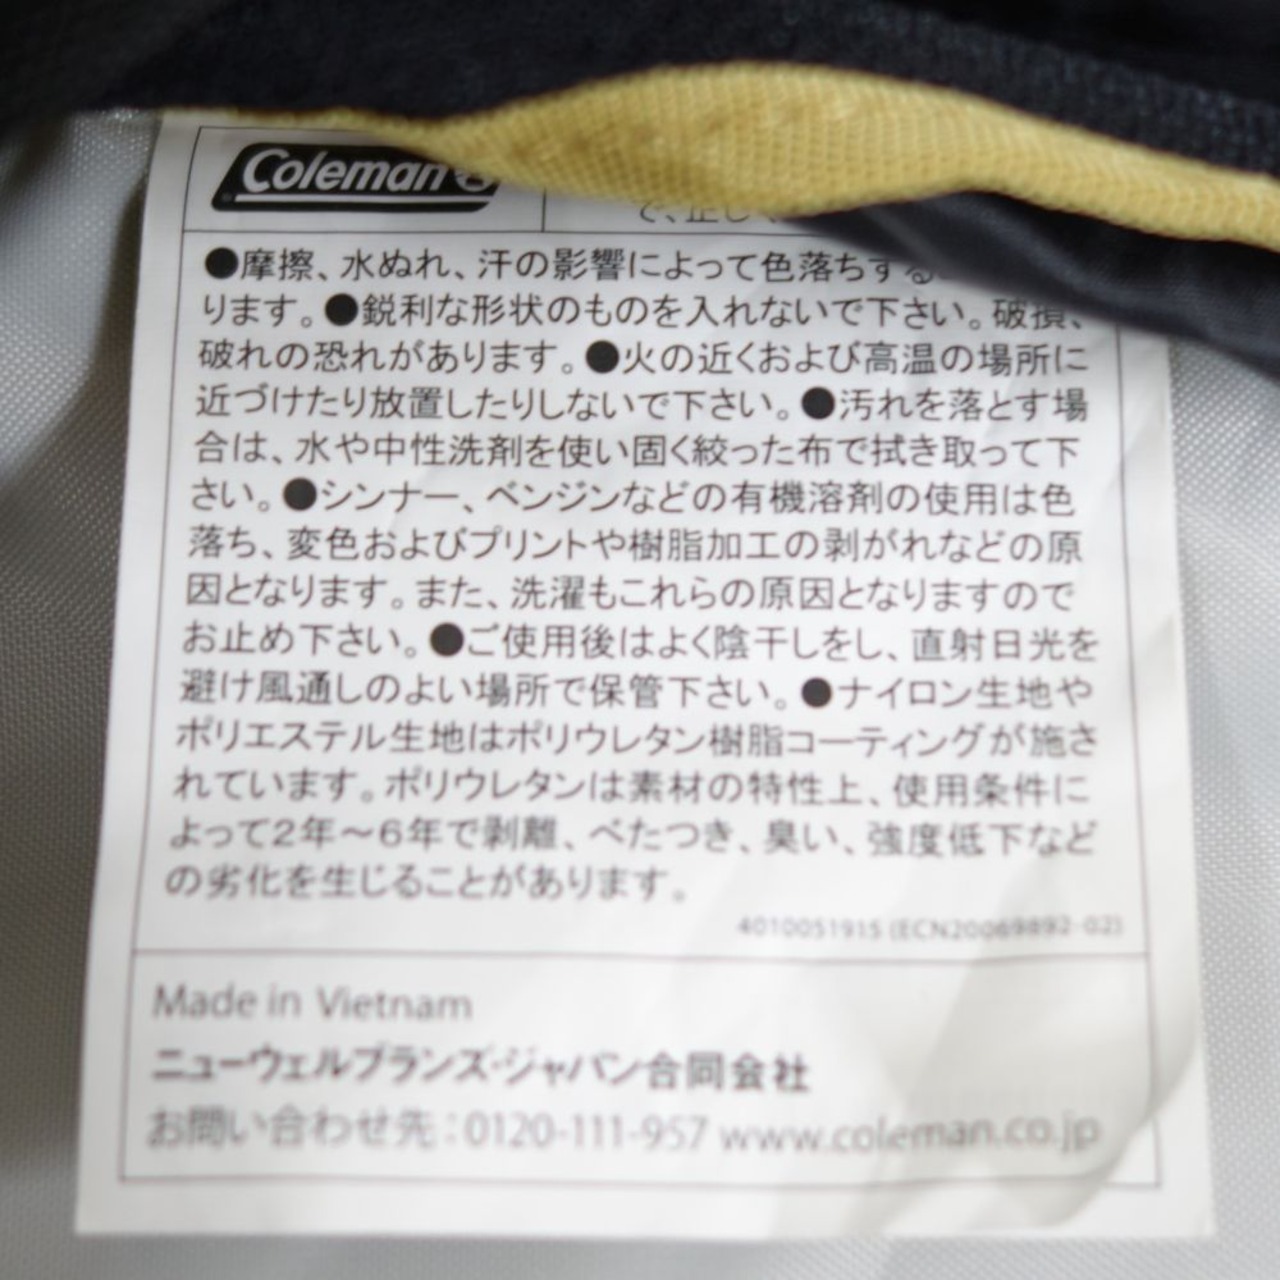 Coleman
で、正しく
●摩擦、水ぬれ、汗の影響によって色落ちする
ります。●鋭利な形状のものを入れないで下さい。破損、
破れの恐れがあります。●火の近くおよび高温の場所に
近づけたり放置したりしないで下さい。●汚れを落とす場
合は、水や中性洗剤を使い固く絞った布で拭き取って下
さい。●シンナー、ベンジンなどの有機溶剤の使用は色
落ち、変色およびプリントや樹脂加工の剥がれなどの原
因となります。また、洗濯もこれらの原因となりますので
お止め下さい。●ご使用後はよく陰干しをし、直射日光を
避け風通しのよい場所で保管下さい。●ナイロン生地や
ポリエステル生地はポリウレタン樹脂コーティングが施さ
れています。ポリウレタンは素材の特性上、使用条件に
よって2年〜6年で剥離、べたつき、臭い、強度低下など
の劣化を生じることがあります。
4010051915 (ECN20069892-02)
Made in Vietnam
ニューウェルブランズ・ジャパン合同会社
お問い合わせ先：0120-111-957 www.coleman.co.jp